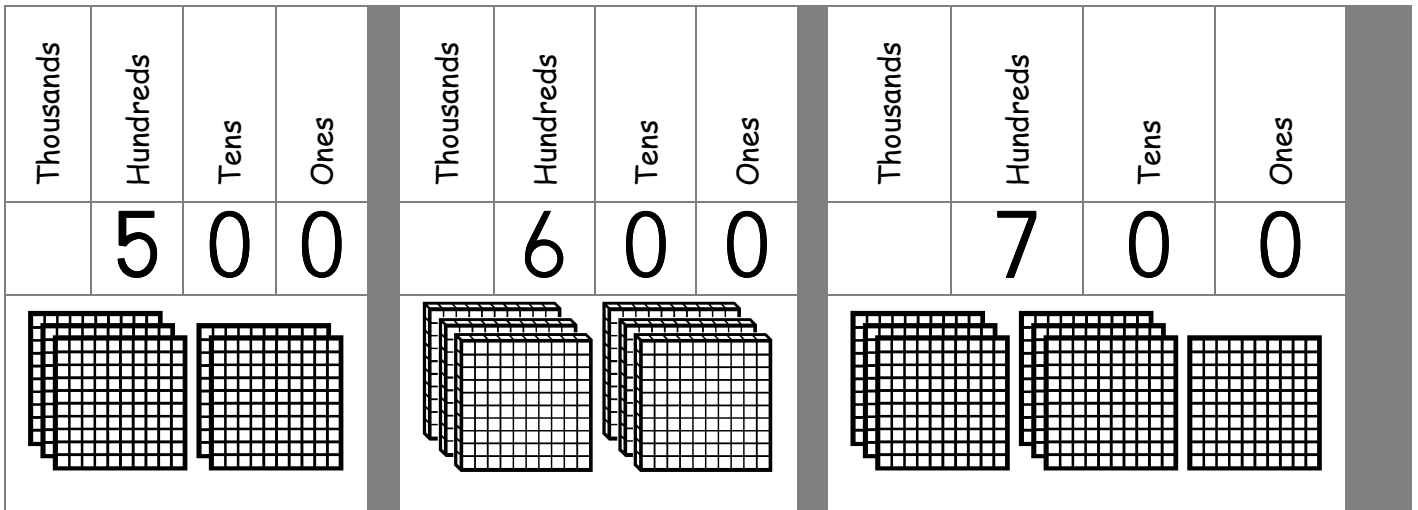 Thousands Hundreds Tens Ones
5 0 0
Thousands Hundreds Tens Ones
6 0 0
Thousands Hundreds Tens Ones
7 0 0